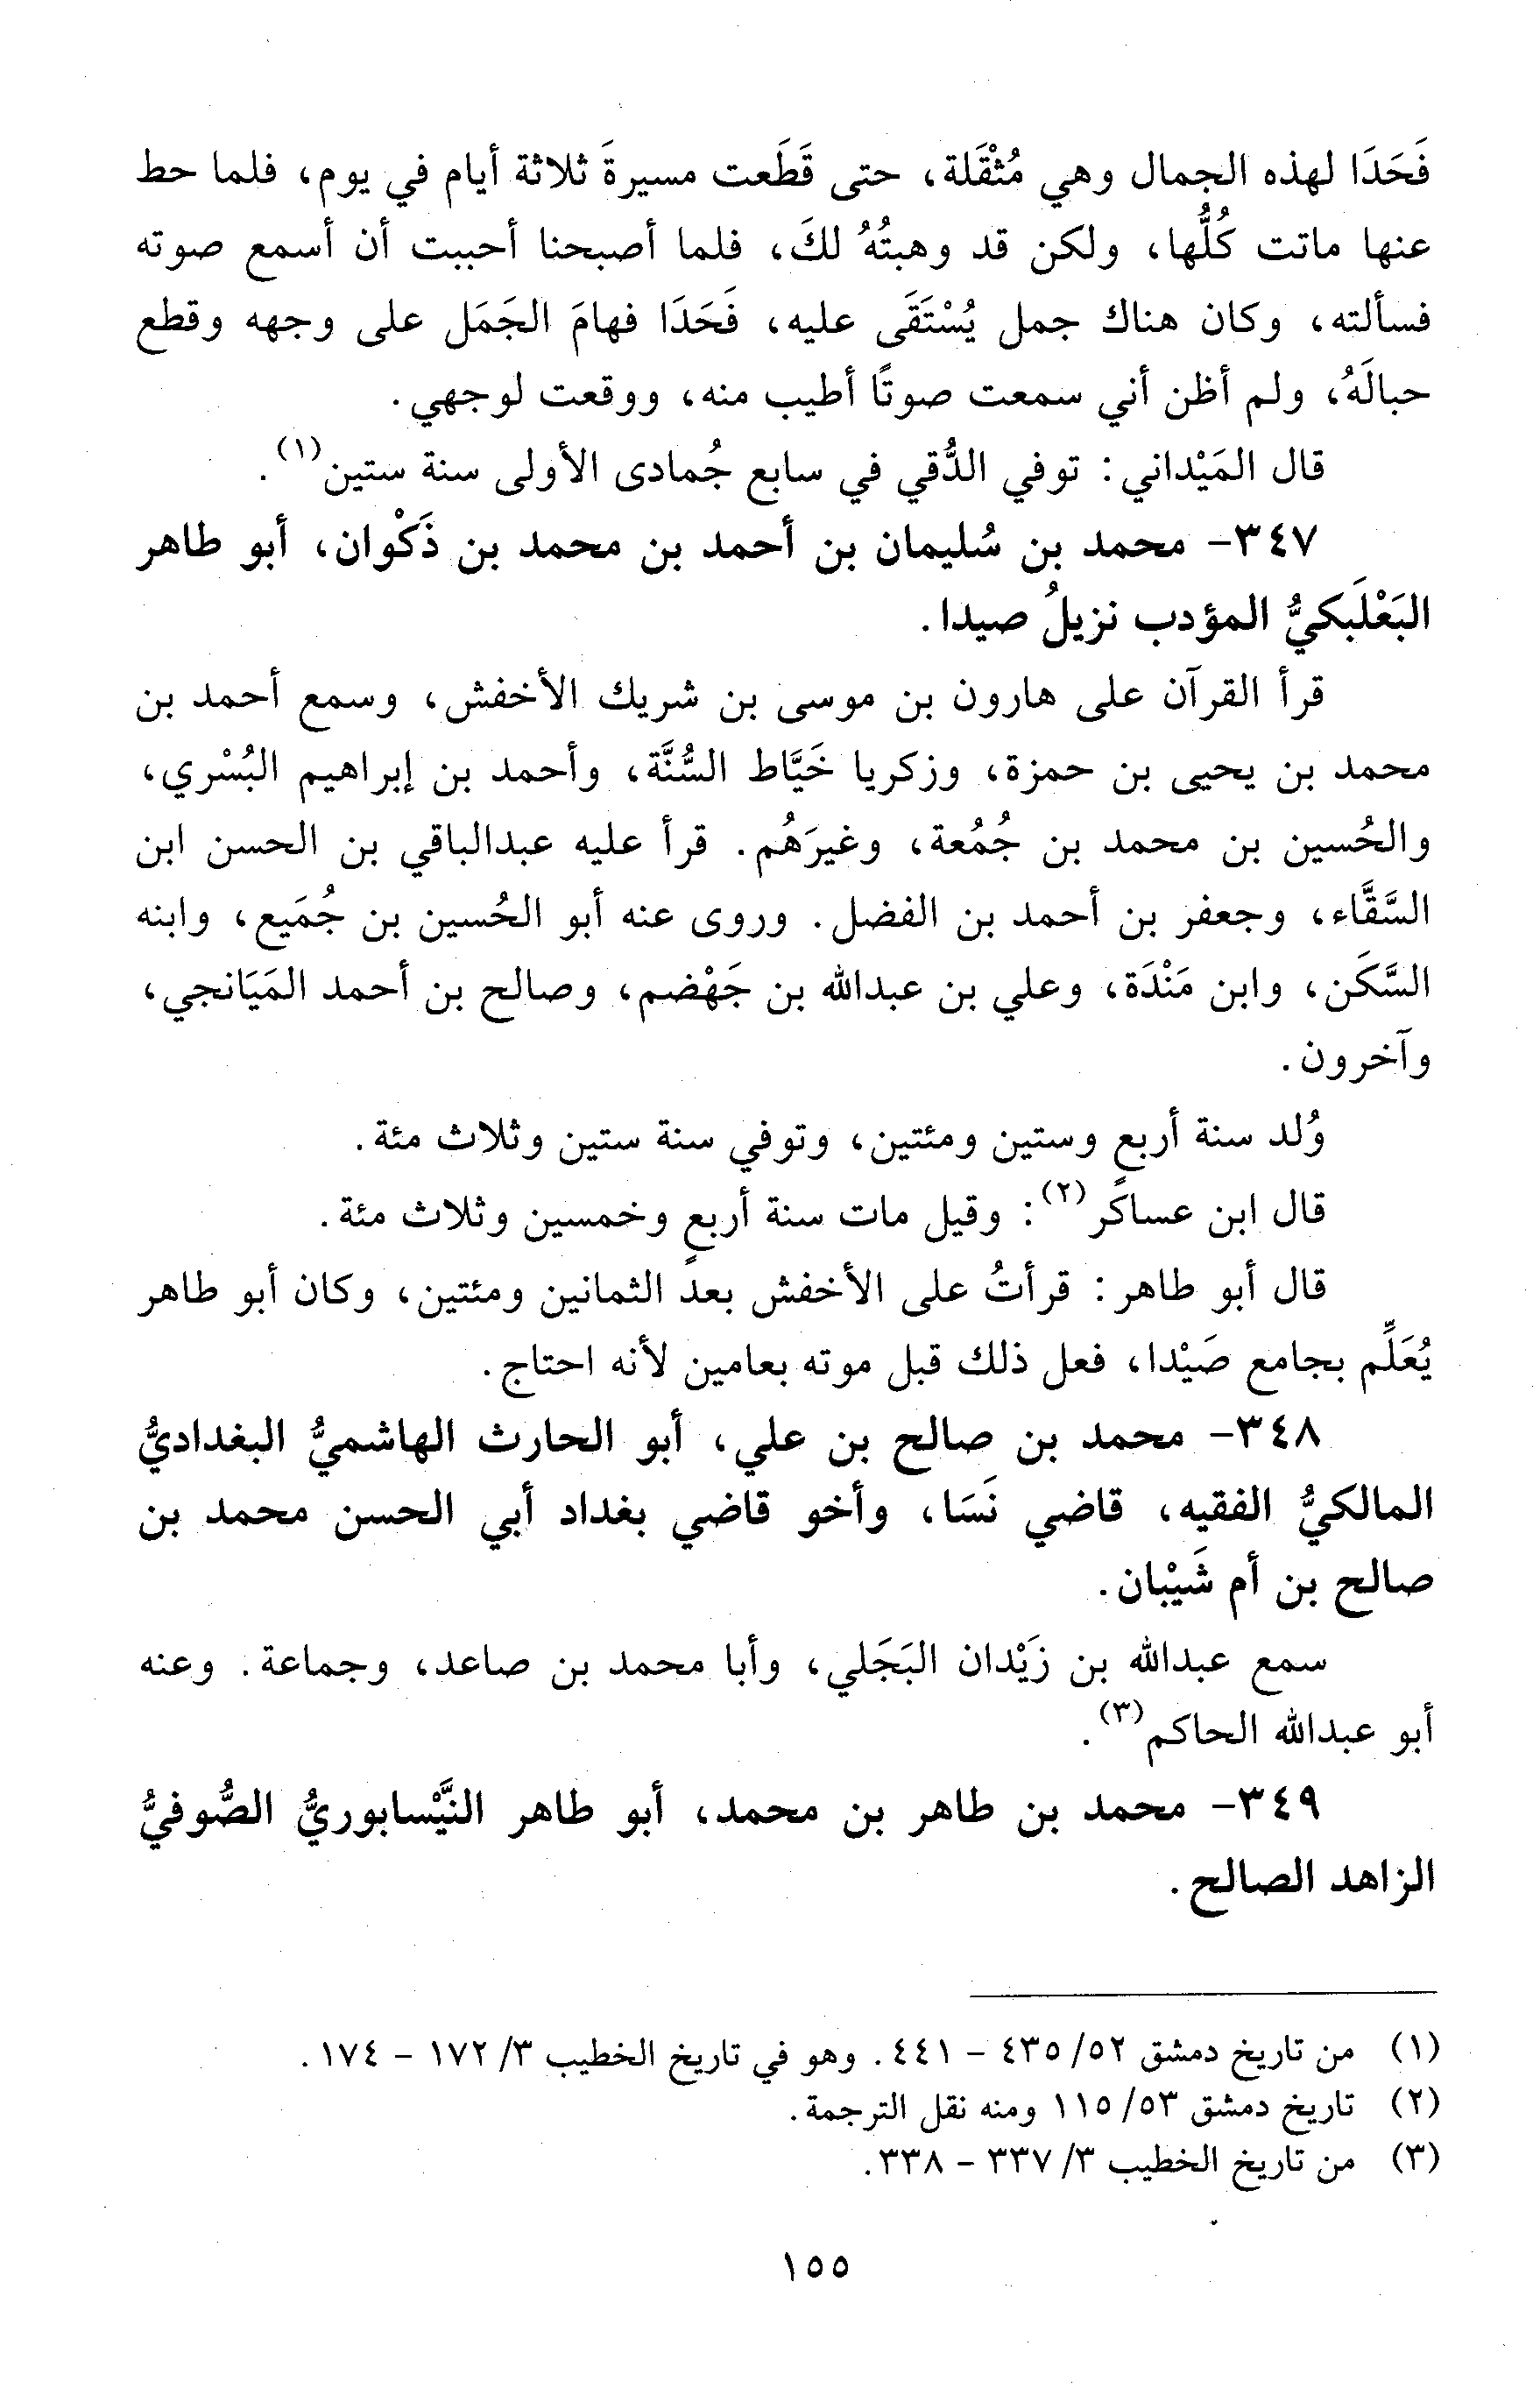 فَحَدَا لهذه الجمال وهي مُثْقَلة، حتى قَطَعت مسيرةَ ثلاثة أيام في يوم، فلما حط
عنها ماتت كُلُّها، ولكن قد وهبتُهُ لكَ، فلما أصبحنا أحببت أن أسمع صوته
فسألته، وكان هناك جمل يُسْتَقَى عليه، فَحَدَا فهامَ الجَمَل على وجهه وقطع
حبالَهُ، ولم أظن أني سمعت صوتًا أطيب منه، ووقعت لوجهي.
قال المَيْداني: توفي الدُّقي في سابع جُمادى الأولى سنة ستين(١).
٣٤٧- محمد بن سُليمان بن أحمد بن محمد بن ذَكْوان، أبو طاهر
البَعْلَبكيُّ المؤدب نزيلُ صيدا.
قرأ القرآن على هارون بن موسى بن شريك الأخفش، وسمع أحمد بن
محمد بن يحيى بن حمزة، وزكريا خَيَّاط السُّنَّة، وأحمد بن إبراهيم البُسْري،
والحُسين بن محمد بن جُمُعة، وغيرَهُم. قرأ عليه عبدالباقي بن الحسن ابن
السَّقَّاء، وجعفر بن أحمد بن الفضل. وروى عنه أبو الحُسين بن جُمَيع، وابنه
السَّكَن، وابن مَنْدَة، وعلي بن عبدالله بن جَهْضم، وصالح بن أحمد المَيَانجي،
وآخرون.
وُلد سنة أربعٍ وستين ومئتين، وتوفي سنة ستين وثلاث مئة.
قال ابن عساكر(٢): وقيل مات سنة أربعٍ وخمسين وثلاث مئة.
قال أبو طاهر: قرأتُ على الأخفش بعد الثمانين ومئتين، وكان أبو طاهر
يُعَلِّم بجامع صَيْدا، فعل ذلك قبل موته بعامين لأنه احتاج.
٣٤٨- محمد بن صالح بن علي، أبو الحارث الهاشميُّ البغداديُّ
المالكيُّ الفقيه، قاضي نَسَا، وأخو قاضي بغداد أبي الحسن محمد بن
صالح بن أم شَيْبان.
سمع عبدالله بن زَيْدان البَجَلي، وأبا محمد بن صاعد، وجماعة. وعنه
أبو عبدالله الحاكم(٣).
٣٤٩- محمد بن طاهر بن محمد، أبو طاهر النَّيْسابوريُّ الصُّوفيُّ
الزاهد الصالح.
(١) من تاريخ دمشق ٥٢/ ٤٣٥ - ٤٤١. وهو في تاريخ الخطيب ٣/ ١٧٢ - ١٧٤.
(٢) تاريخ دمشق ٥٣/ ١١٥ ومنه نقل الترجمة.
(٣) من تاريخ الخطيب ٣/ ٣٣٧ - ٣٣٨.
١٥٥